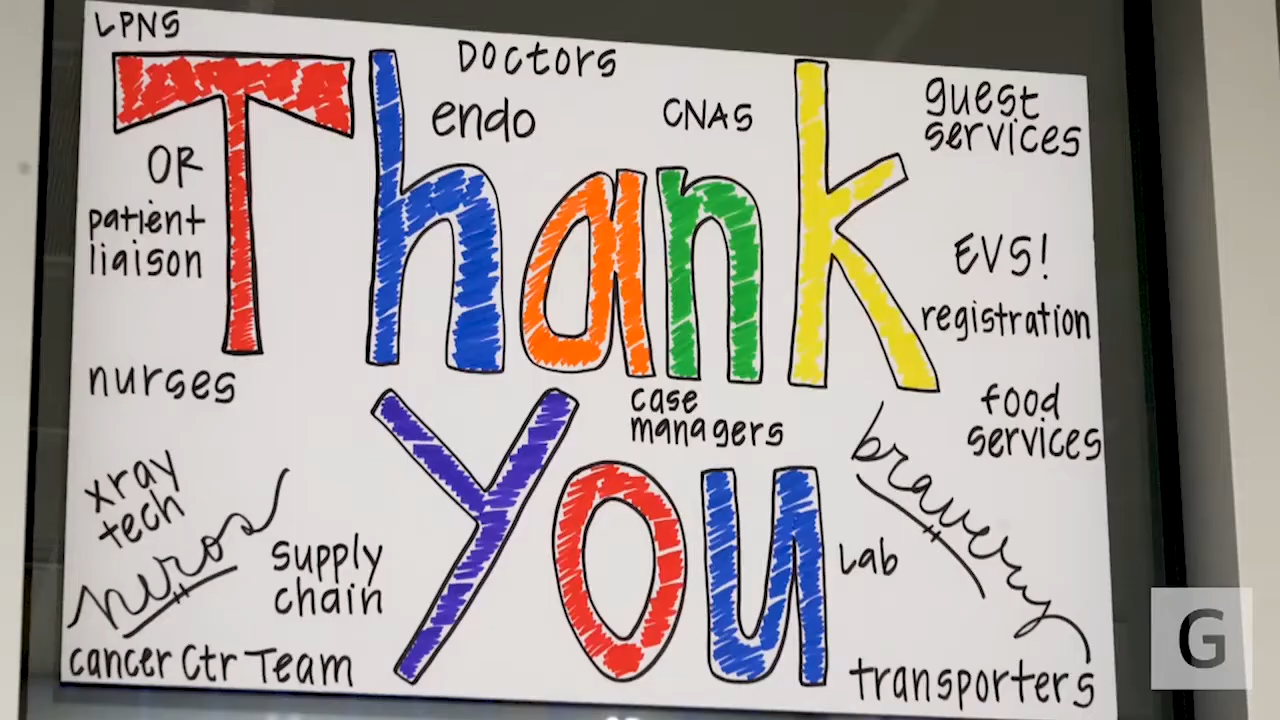 LPNS
Doctors
endo
CNAS
guest
services
Thank
OR
patient
liaison
EVS!
registration
nurses
case
managers
food
services
You
bravery
xray
tech
heros
supply
chain
Lab
cancer Ctr Team
transporters
G